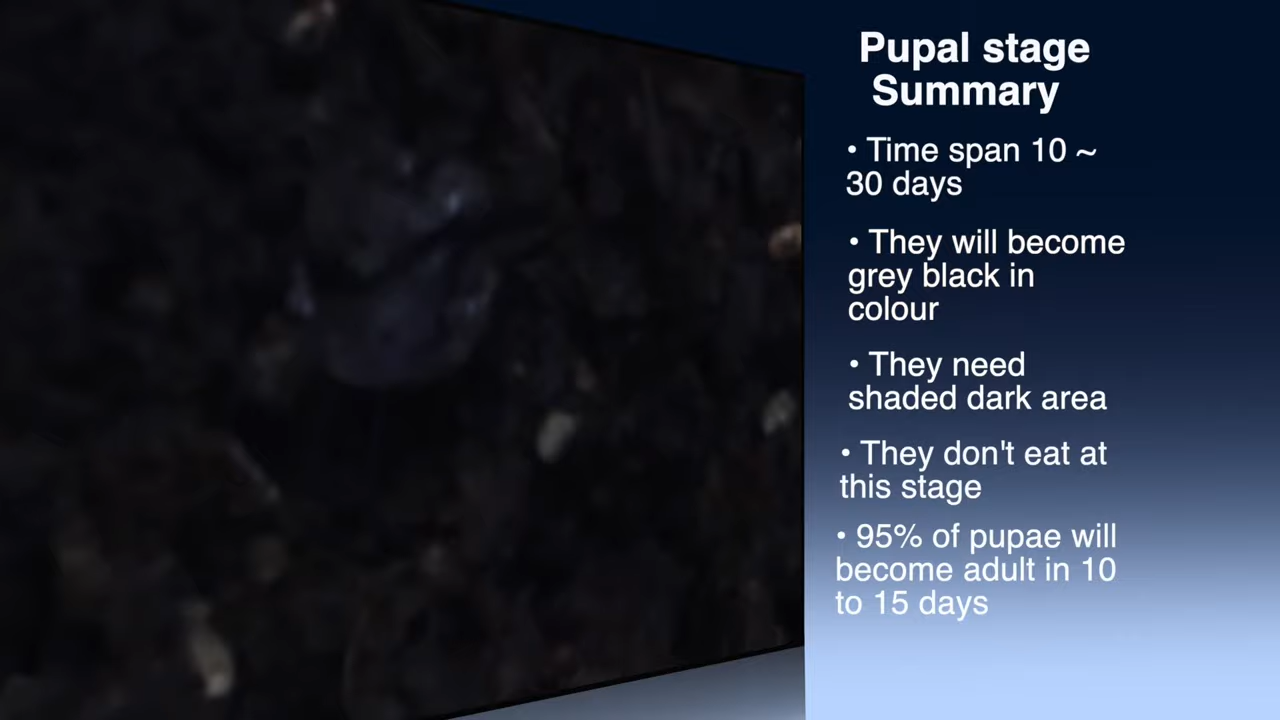 Pupal stage
Summary
• Time span 10 ~
30 days
• They will become
grey black in
colour
• They need
shaded dark area
• They don't eat at
this stage
• 95% of pupae will
become adult in 10
to 15 days